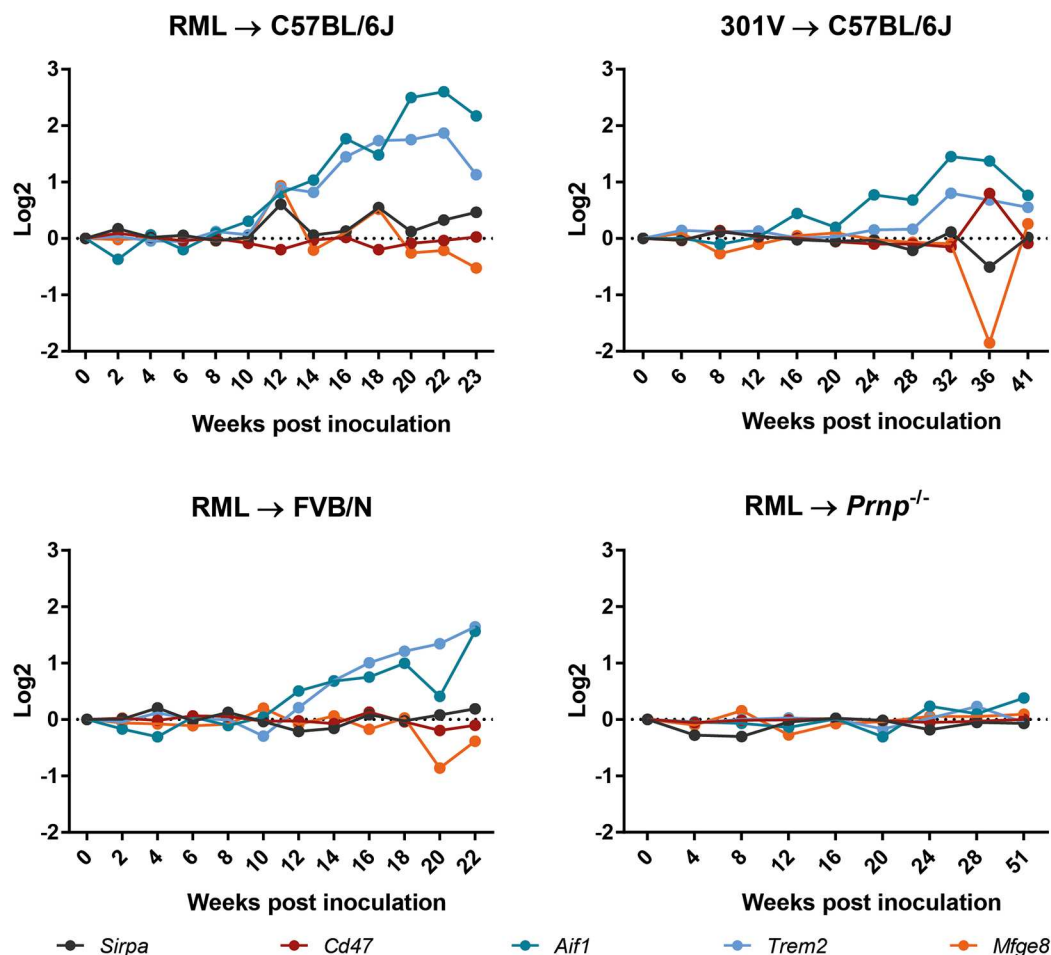 RML → C57BL/6J
3
2
1
0
-1
-2
Log2
0 2 4 6 8 10 12 14 16 18 20 22 23
Weeks post inoculation
301V → C57BL/6J
3
2
1
0
-1
-2
Log2
0 6 8 12 16 20 24 28 32 36 41
Weeks post inoculation
RML → FVB/N
3
2
1
0
-1
-2
Log2
0 2 4 6 8 10 12 14 16 18 20 22
Weeks post inoculation
RML → Prnp-/-
3
2
1
0
-1
-2
Log2
0 4 8 12 16 20 24 28 51
Weeks post inoculation
Sirpa Cd47 Aif1 Trem2 Mfge8